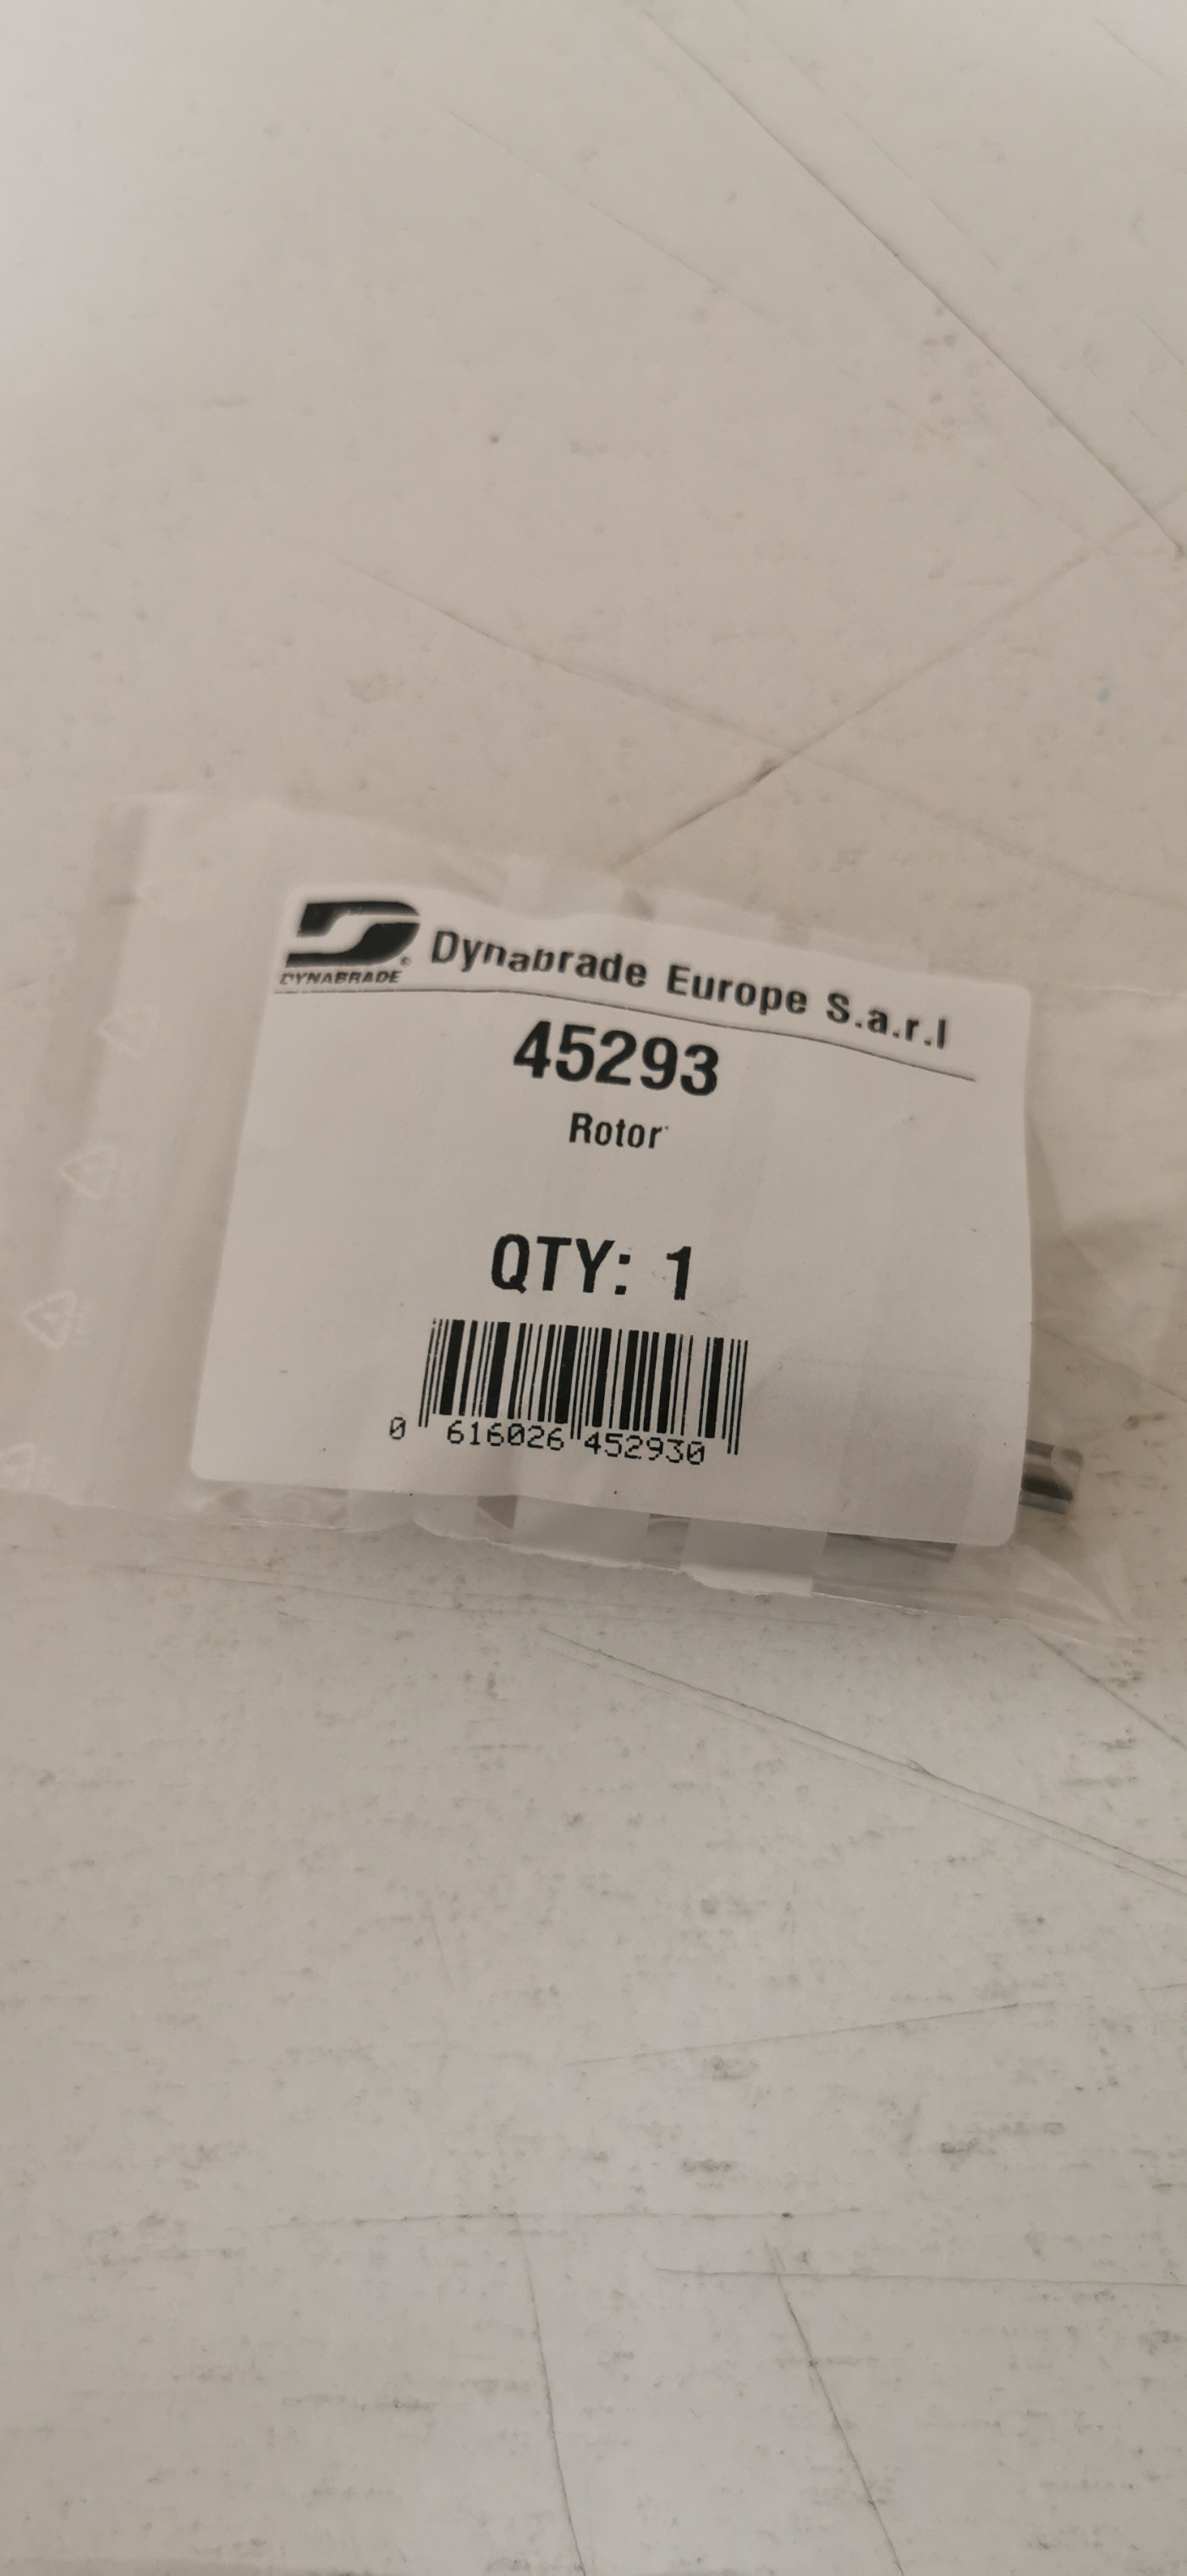 DYNABRADE® Dynabrade Europe S.a.r.l
45293
Rotor
QTY: 1
0 616026 452930